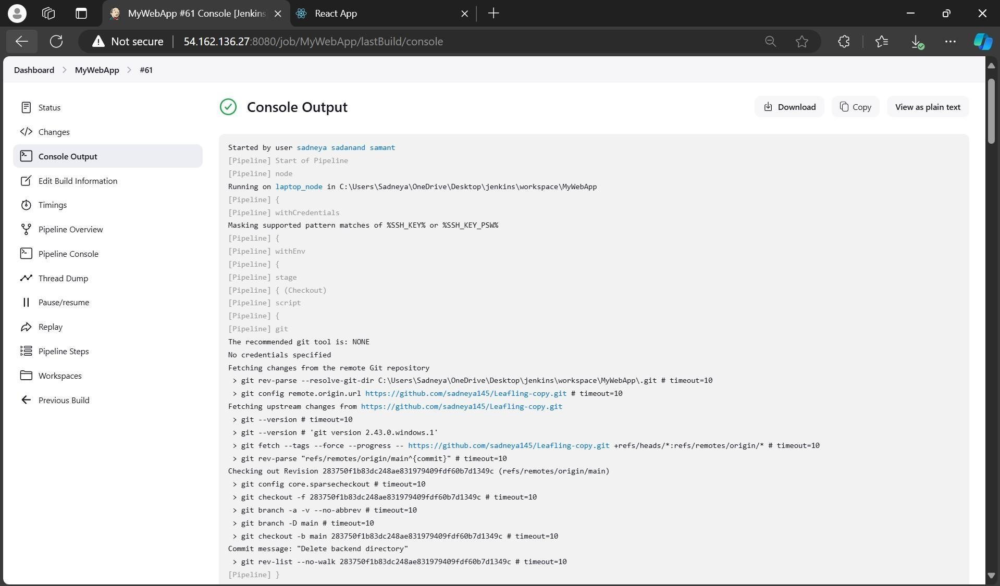 MyWebApp #61 Console [Jenkins
React App
Not secure
54.162.136.27:8080/job/MyWebApp/lastBuild/console
Dashboard > MyWebApp > #61
Status
Changes
Console Output
Edit Build Information
Timings
Pipeline Overview
Pipeline Console
Thread Dump
Pause/resume
Replay
Pipeline Steps
Workspaces
Previous Build
Console Output
Download
Copy
View as plain text
Started by user sadneya sadanand samant
[Pipeline] Start of Pipeline
[Pipeline] node
Running on laptop_node in C:\Users\Sadneya\OneDrive\Desktop\jenkins\workspace\MyWebApp
[Pipeline] {
[Pipeline] withCredentials
Masking supported pattern matches of %SSH_KEY% or %SSH_KEY_PSW%
[Pipeline] {
[Pipeline] withEnv
[Pipeline] {
[Pipeline] stage
[Pipeline] { (Checkout)
[Pipeline] script
[Pipeline] {
[Pipeline] git
The recommended git tool is: NONE
No credentials specified
Fetching changes from the remote Git repository
> git rev-parse --resolve-git-dir C:\Users\Sadneya\OneDrive\Desktop\jenkins\workspace\MyWebApp\.git # timeout=10
> git config remote.origin.url https://github.com/sadneya145/Leafling-copy.git # timeout=10
Fetching upstream changes from https://github.com/sadneya145/Leafling-copy.git
> git --version # timeout=10
> git --version # 'git version 2.43.0.windows.1'
> git fetch --tags --force --progress -- https://github.com/sadneya145/Leafling-copy.git +refs/heads/*:refs/remotes/origin/* # timeout=10
> git rev-parse "refs/remotes/origin/main^{commit}" # timeout=10
Checking out Revision 283750f1b83dc248ae831979409fdf60b7d1349c (refs/remotes/origin/main)
> git config core.sparsecheckout # timeout=10
> git checkout -f 283750f1b83dc248ae831979409fdf60b7d1349c # timeout=10
> git branch -a -v --no-abbrev # timeout=10
> git branch -D main # timeout=10
> git checkout -b main 283750f1b83dc248ae831979409fdf60b7d1349c # timeout=10
Commit message: "Delete backend directory"
> git rev-list --no-walk 283750f1b83dc248ae831979409fdf60b7d1349c # timeout=10
[Pipeline] }